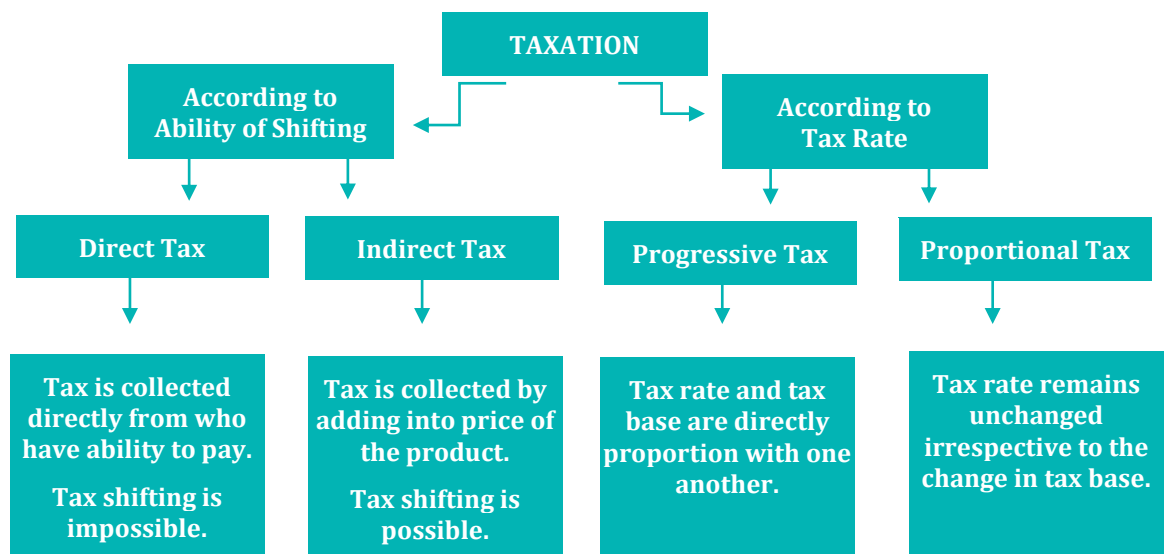 TAXATION
According to
Ability of Shifting
According to
Tax Rate
Direct Tax
Indirect Tax
Progressive Tax
Proportional Tax
Tax is collected
directly from who
have ability to pay.
Tax shifting is
impossible.
Tax is collected by
adding into price of
the product.
Tax shifting is
possible.
Tax rate and tax
base are directly
proportion with one
another.
Tax rate remains
unchanged
irrespective to the
change in tax base.